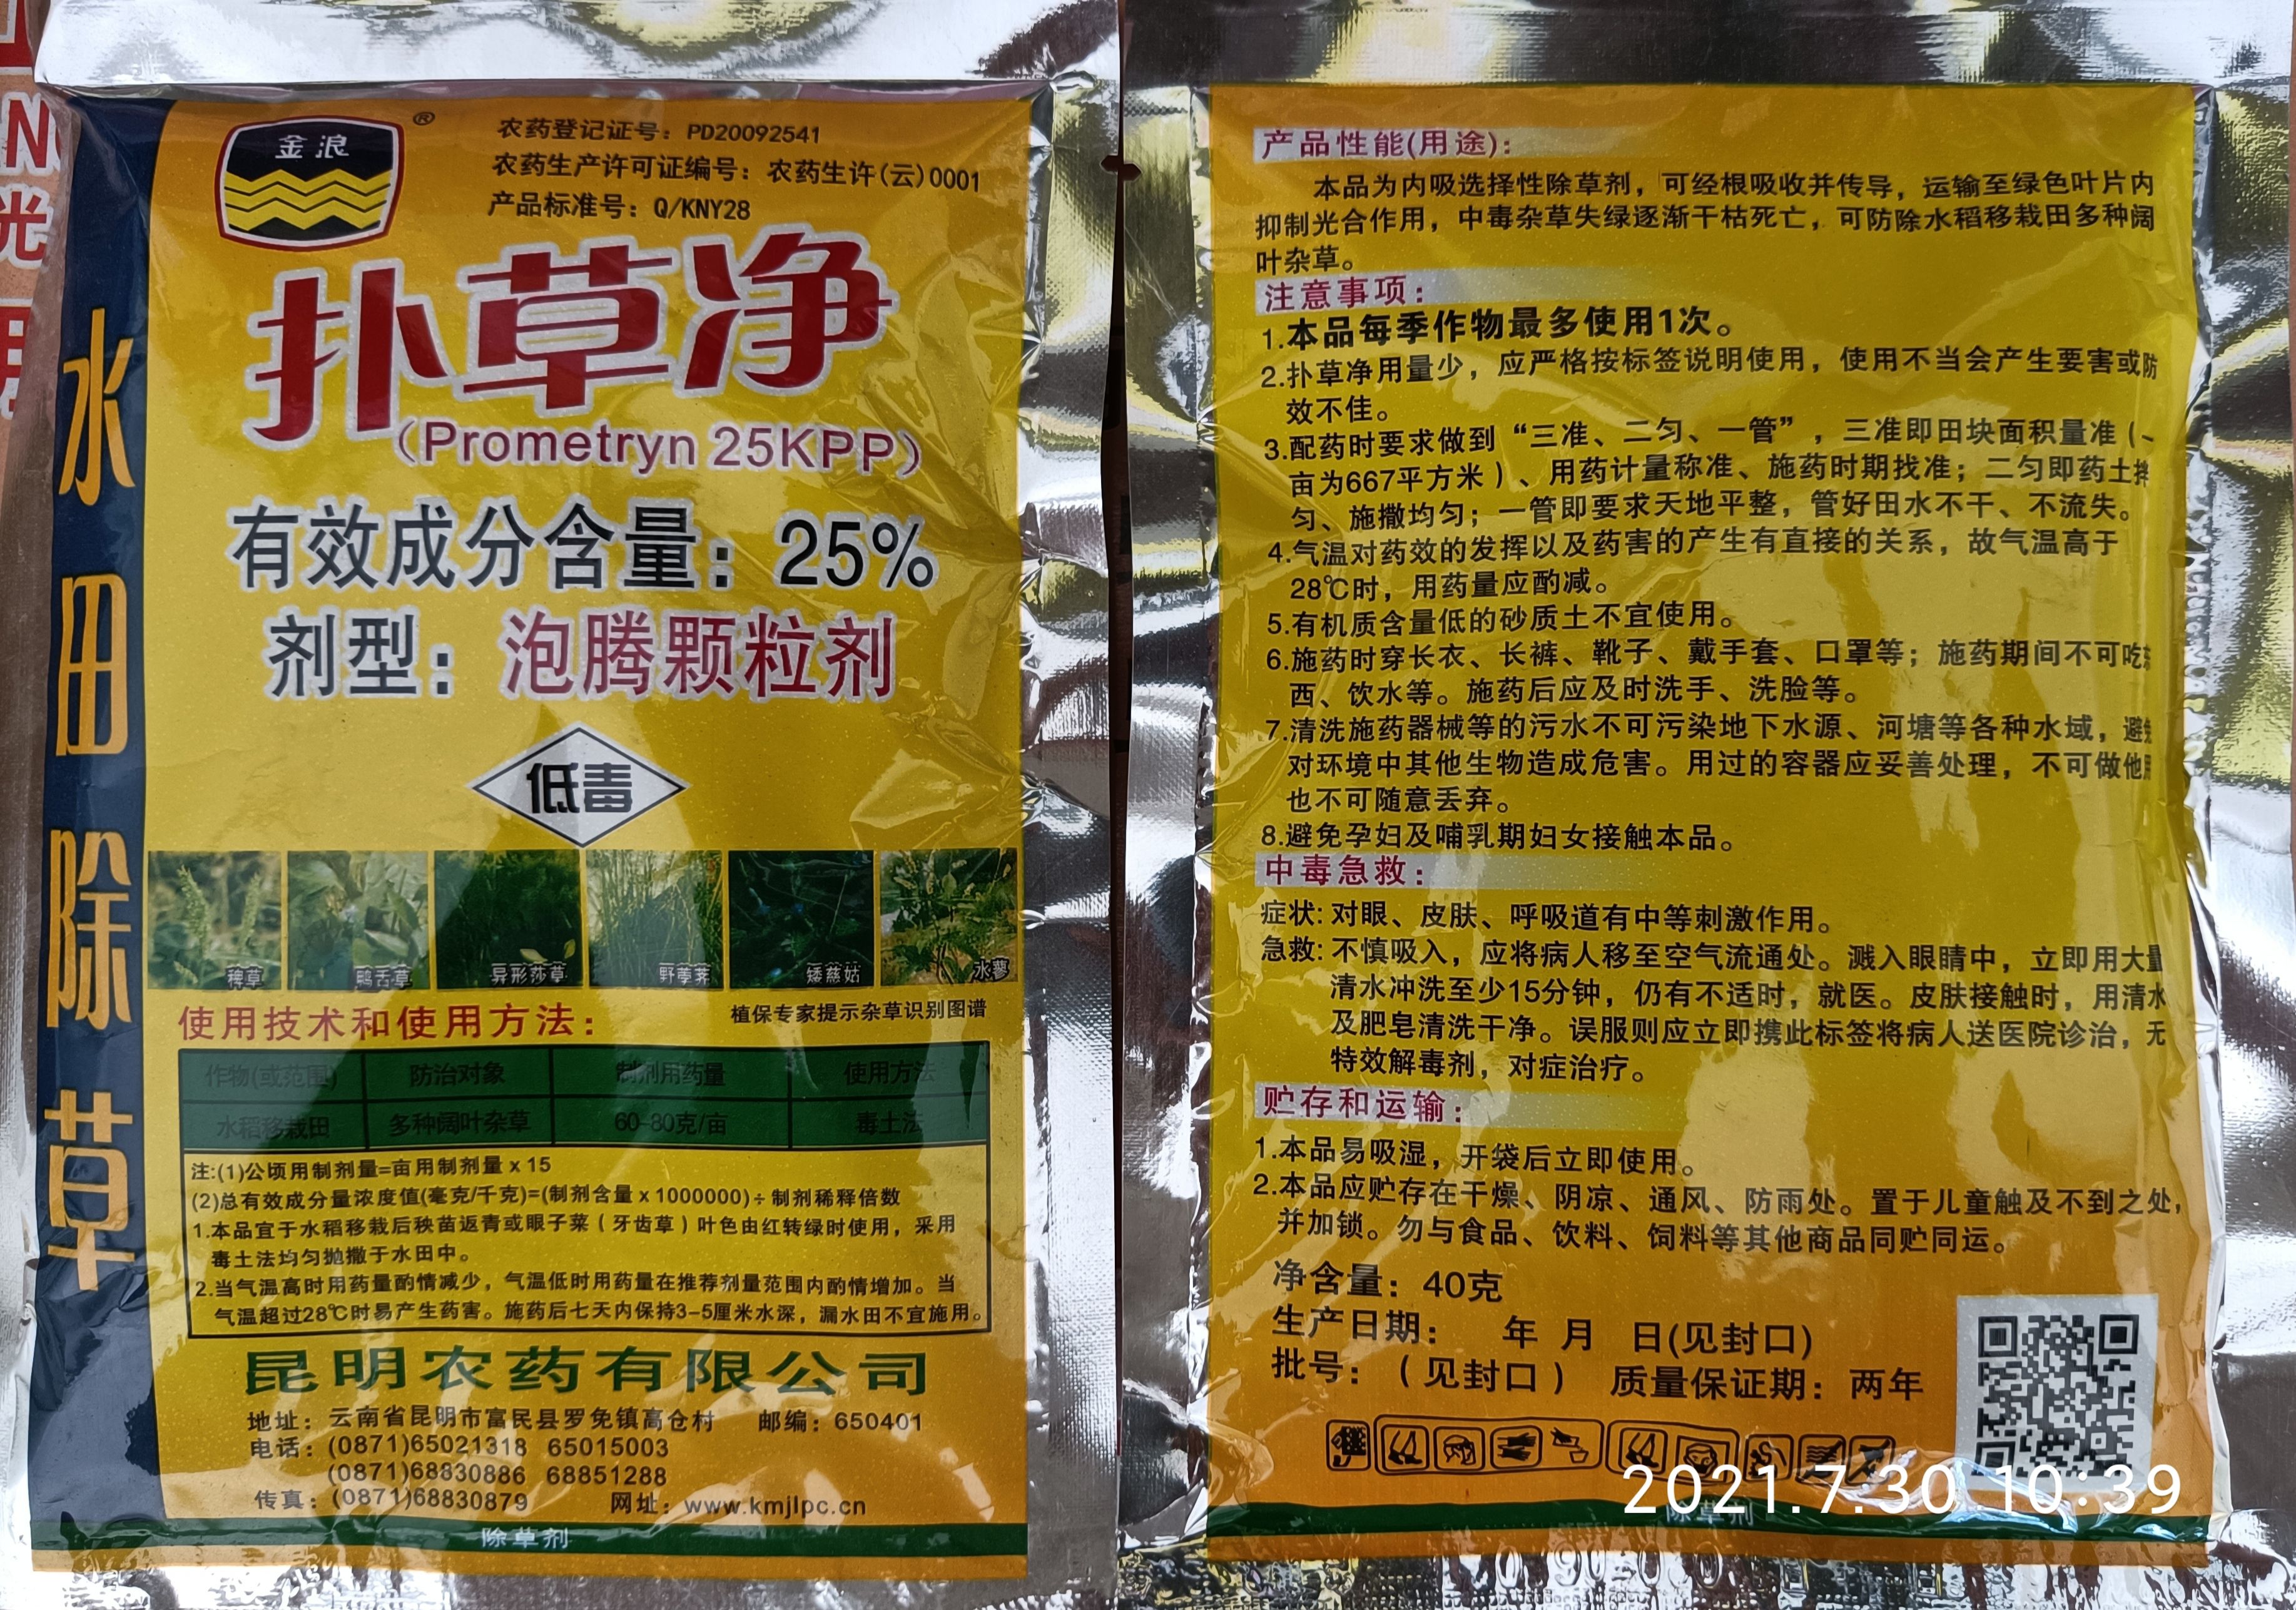 水田除草
金浪
®
农药登记证号：PD20092541
农药生产许可证编号：农药生许(云)0001
产品标准号：Q/KNY28
扑草净
（Prometryn 25KPP）
有效成分含量：25%
剂型：泡腾颗粒剂
低毒
稗草 鸭舌草 异形莎草 野荸荠 矮慈姑 水蓼
使用技术和使用方法：
植保专家提示杂草识别图谱
作物(或范围) 防治对象 制剂用药量 使用方法
水稻移栽田 多种阔叶杂草 60-80克/亩 毒土法
注:(1)公顷用制剂量=亩用制剂量 x 15
(2)总有效成分量浓度值(毫克/千克)=(制剂含量 x 1000000)÷ 制剂稀释倍数
1.本品宜于水稻移栽后秧苗返青或眼子菜（牙齿草）叶色由红转绿时使用，采用
毒土法均匀抛撒于水田中。
2.当气温高时用药量酌情减少，气温低时用药量在推荐剂量范围内酌情增加。当
气温超过28℃时易产生药害。施药后七天内保持3-5厘米水深，漏水田不宜施用。
昆明农药有限公司
地址：云南省昆明市富民县罗免镇高仓村 邮编：650401
电话：(0871)65021318 65015003
(0871)68830886 68851288
传真：(0871)68830879 网址：www.kmjlpc.cn
除草剂
产品性能(用途)：
本品为内吸选择性除草剂，可经根吸收并传导，运输至绿色叶片内
抑制光合作用，中毒杂草失绿逐渐干枯死亡，可防除水稻移栽田多种阔
叶杂草。
注意事项：
1.本品每季作物最多使用1次。
2.扑草净用量少，应严格按标签说明使用，使用不当会产生要害或防
效不佳。
3.配药时要求做到“三准、二匀、一管”，三准即田块面积量准（一
亩为667平方米）、用药计量称准、施药时期找准；二匀即药土拌
匀、施撒均匀；一管即要求天地平整，管好田水不干、不流失。
4.气温对药效的发挥以及药害的产生有直接的关系，故气温高于
28℃时，用药量应酌减。
5.有机质含量低的砂质土不宜使用。
6.施药时穿长衣、长裤、靴子、戴手套、口罩等；施药期间不可吃东
西、饮水等。施药后应及时洗手、洗脸等。
7.清洗施药器械等的污水不可污染地下水源、河塘等各种水域，避免
对环境中其他生物造成危害。用过的容器应妥善处理，不可做他用
也不可随意丢弃。
8.避免孕妇及哺乳期妇女接触本品。
中毒急救：
症状：对眼、皮肤、呼吸道有中等刺激作用。
急救：不慎吸入，应将病人移至空气流通处。溅入眼睛中，立即用大量
清水冲洗至少15分钟，仍有不适时，就医。皮肤接触时，用清水
及肥皂清洗干净。误服则应立即携此标签将病人送医院诊治，无
特效解毒剂，对症治疗。
贮存和运输：
1.本品易吸湿，开袋后立即使用。
2.本品应贮存在干燥、阴凉、通风、防雨处。置于儿童触及不到之处，
并加锁。勿与食品、饮料、饲料等其他商品同贮同运。
净含量：40克
生产日期： 年 月 日(见封口)
批号：（见封口） 质量保证期：两年
2021.7.30 10:39
除草剂